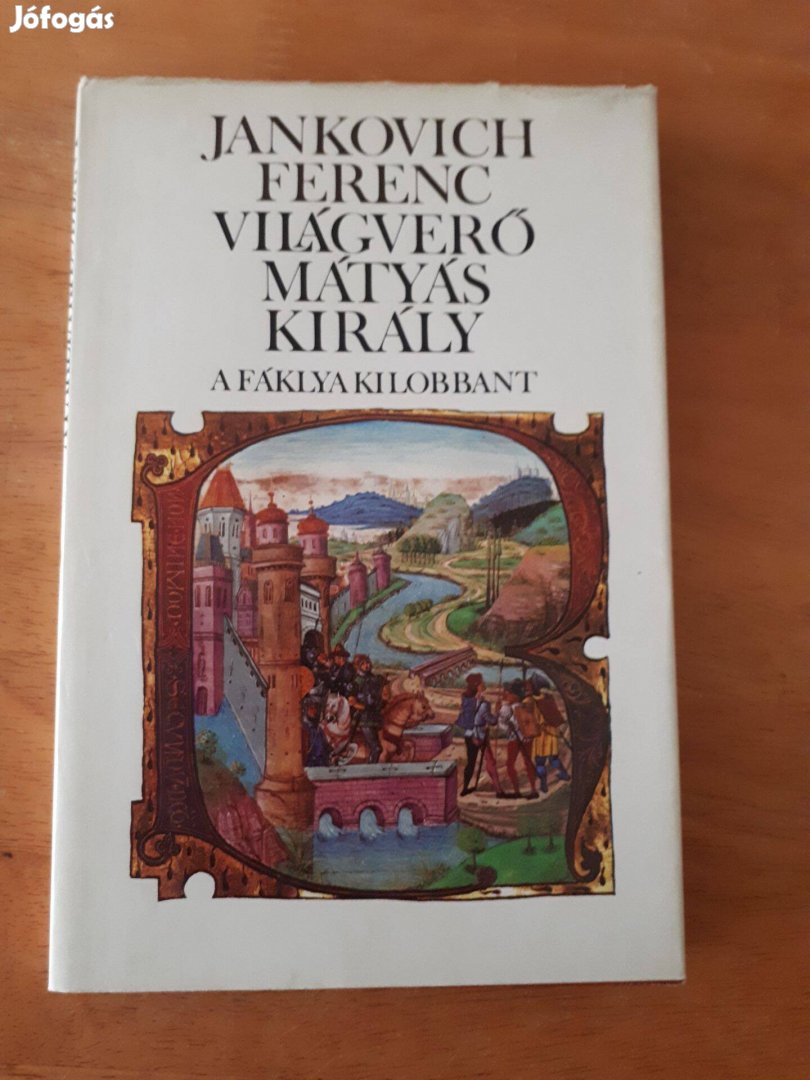 Jófogás
JANKOVICH
FERENC
VILÁGVERŐ
MÁTYÁS
KIRÁLY
A FÁKLYA KILOBBANT